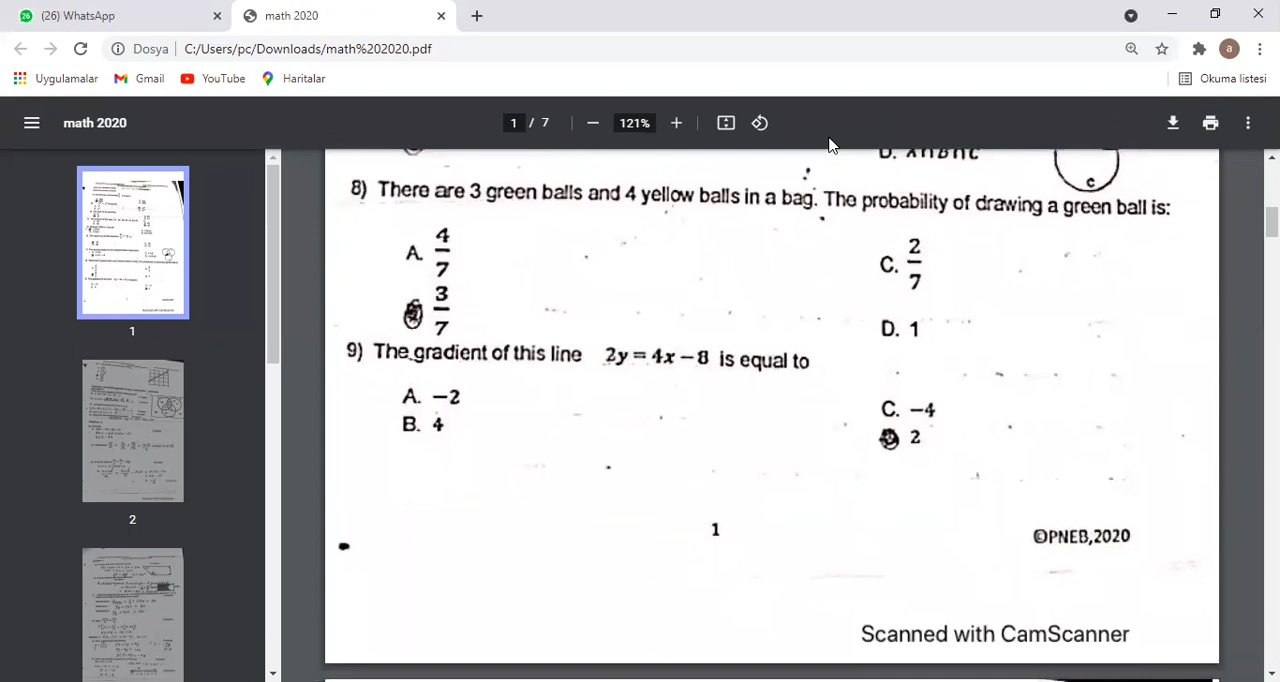 (26) WhatsApp
math 2020
Dosya
C:/Users/pc/Downloads/math%202020.pdf
a
Uygulamalar
Gmail
YouTube
Haritalar
Okuma listesi
math 2020
1 / 7
121%
1
2
D. A∩B∩C
C
8) There are 3 green balls and 4 yellow balls in a bag. The probability of drawing a green ball is:
A. 4/7
3/7
C. 2/7
D. 1
9) The gradient of this line 2y = 4x − 8 is equal to
A. −2
B. 4
C. −4
2
1
©PNEB,2020
Scanned with CamScanner